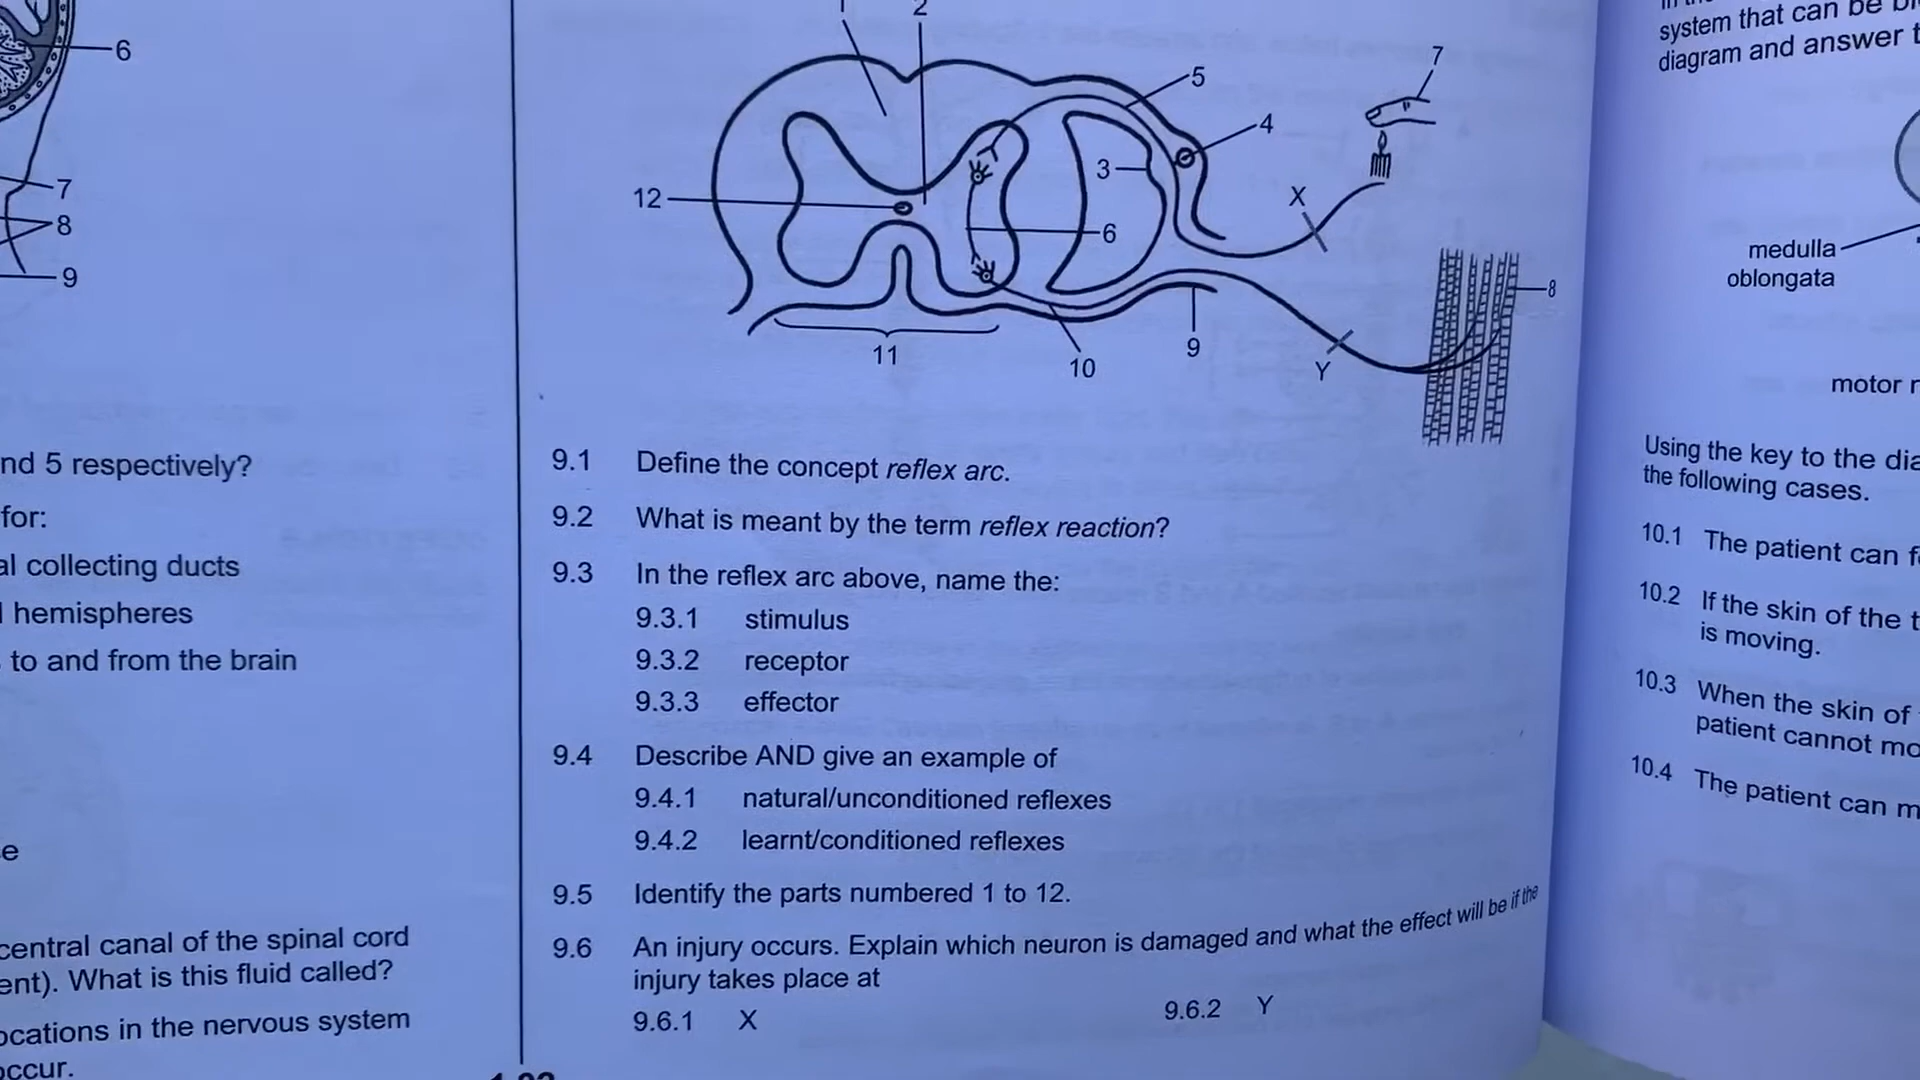 6
7
8
9
nd 5 respectively?
for:
al collecting ducts
hemispheres
to and from the brain
e
central canal of the spinal cord
ent). What is this fluid called?
ocations in the nervous system
occur.
2
5
7
4
3
12
X
6
8
11
10
9
Y
9.1 Define the concept reflex arc.
9.2 What is meant by the term reflex reaction?
9.3 In the reflex arc above, name the:
9.3.1 stimulus
9.3.2 receptor
9.3.3 effector
9.4 Describe AND give an example of
9.4.1 natural/unconditioned reflexes
9.4.2 learnt/conditioned reflexes
9.5 Identify the parts numbered 1 to 12.
9.6 An injury occurs. Explain which neuron is damaged and what the effect will be if the
injury takes place at
9.6.1 X 9.6.2 Y
system that can be
diagram and answer t
medulla
oblongata
motor
Using the key to the dia
the following cases.
10.1 The patient can f
10.2 If the skin of the t
is moving.
10.3 When the skin of
patient cannot mo
10.4 The patient can m